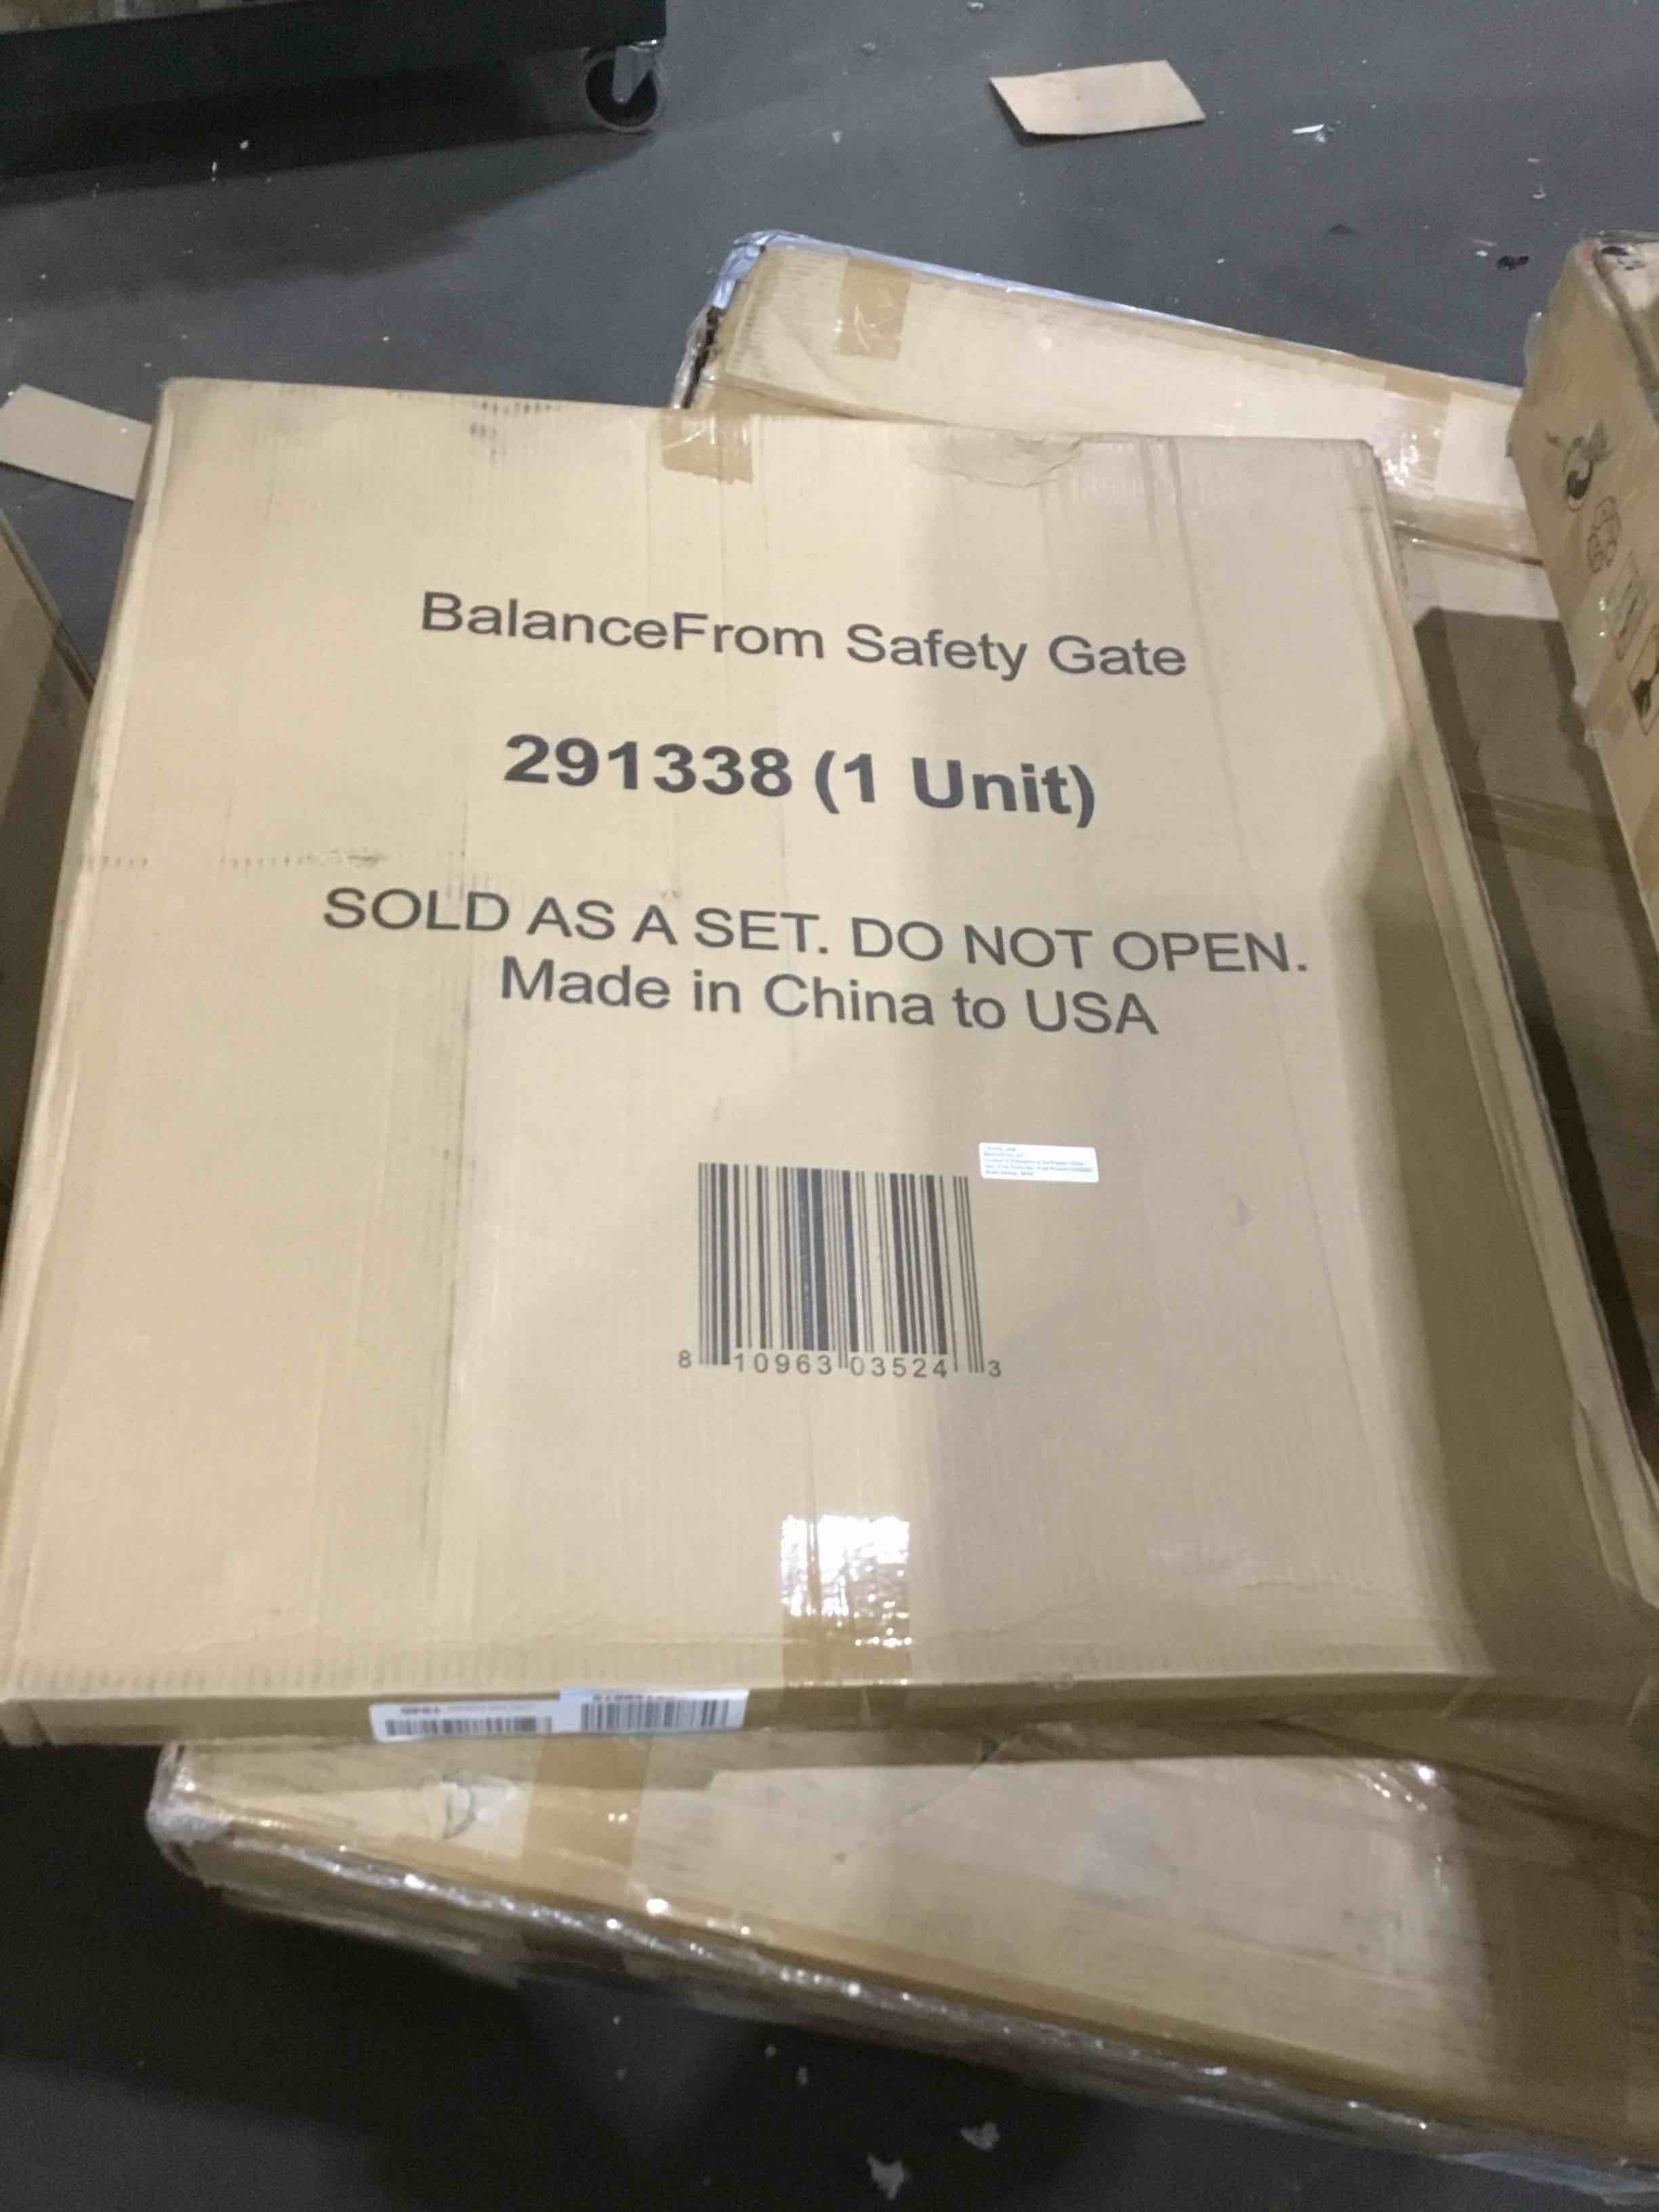 BalanceFrom Safety Gate
291338 (1 Unit)
SOLD AS A SET. DO NOT OPEN.
Made in China to USA
8 10963 03524 3